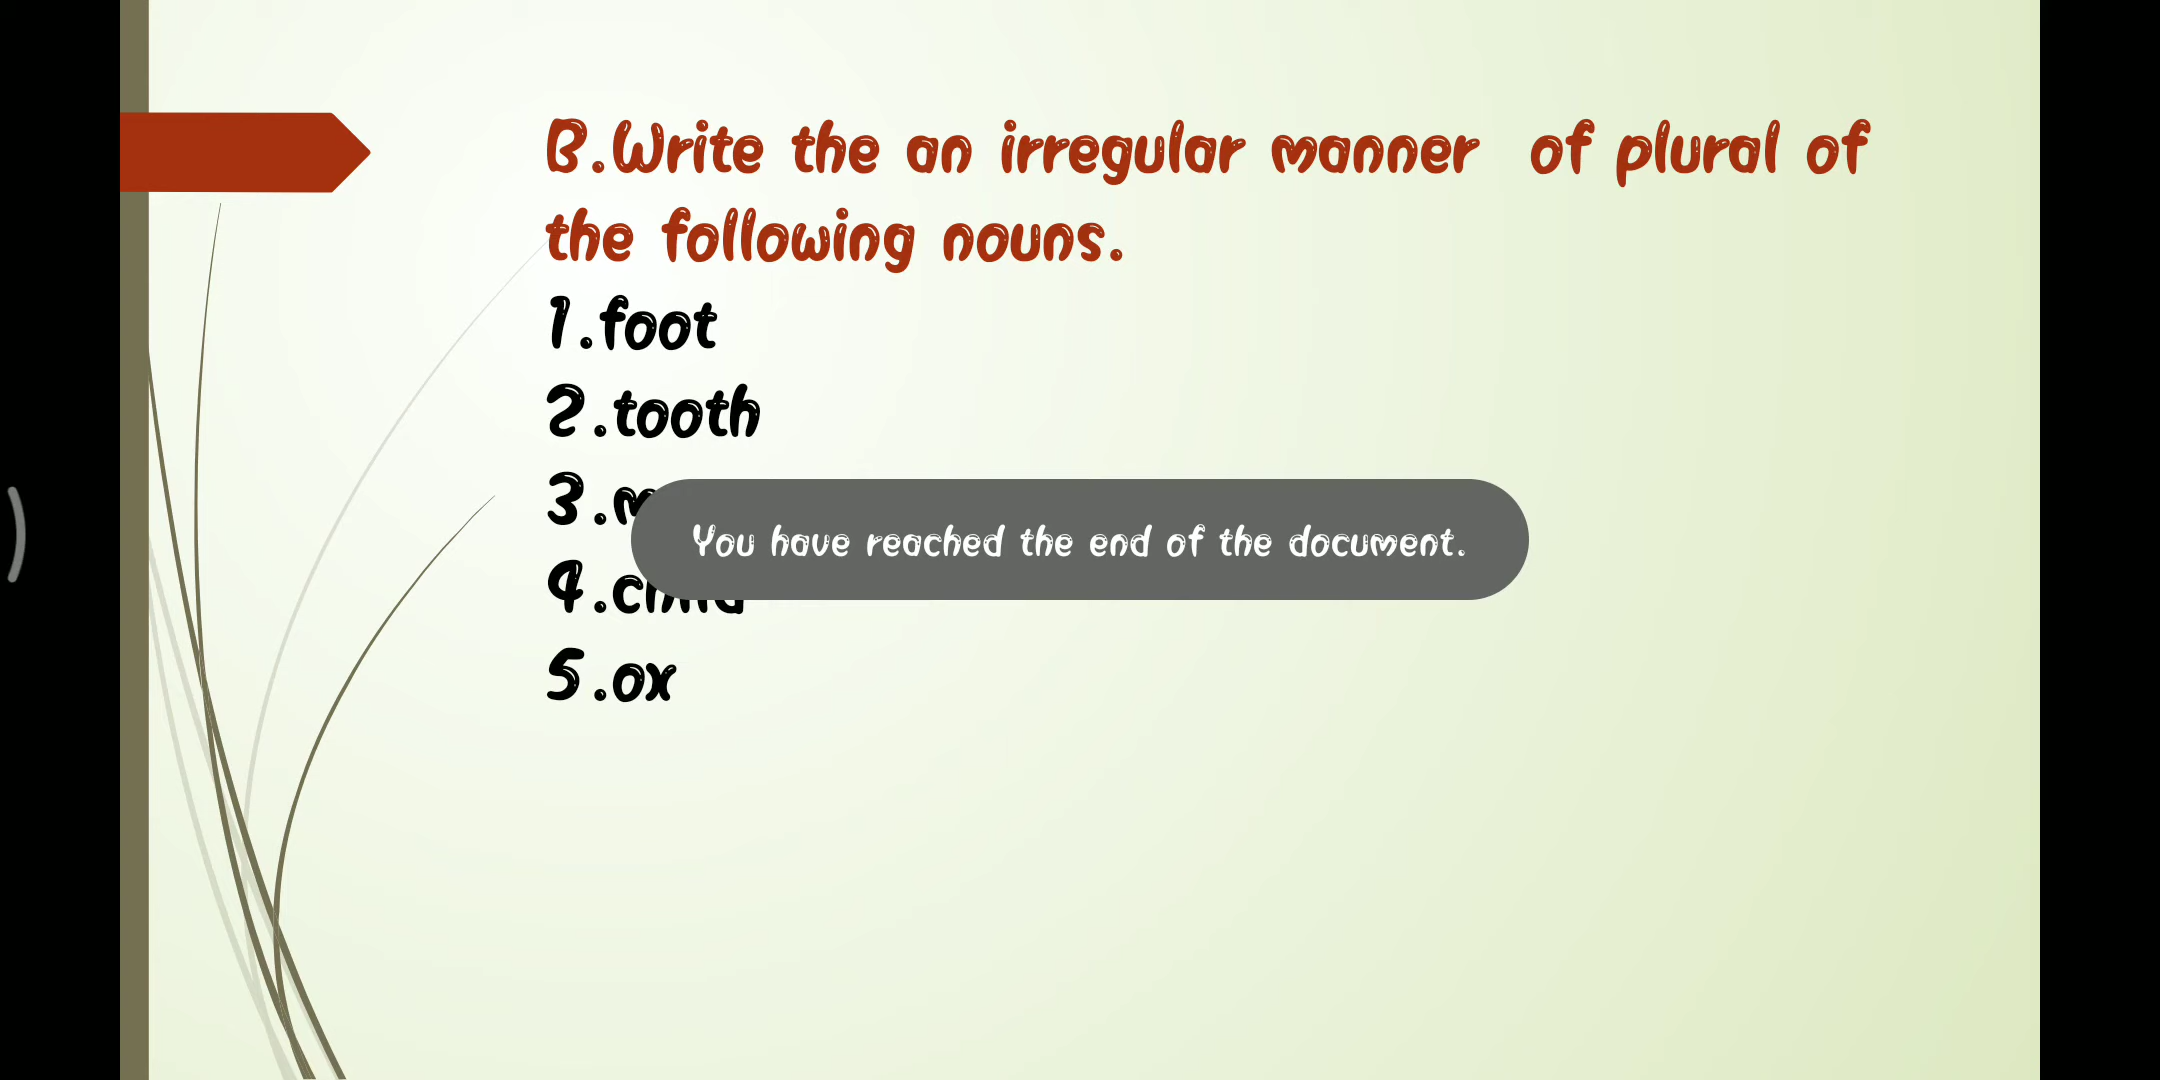 B.Write the an irregular manner of plural of
the following nouns.
1.foot
2.tooth
3.
You have reached the end of the document.
4.child
5.ox